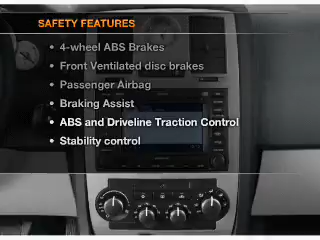 SAFETY FEATURES
• 4-wheel ABS Brakes
• Front Ventilated disc brakes
• Passenger Airbag
• Braking Assist
• ABS and Driveline Traction Control
• Stability control